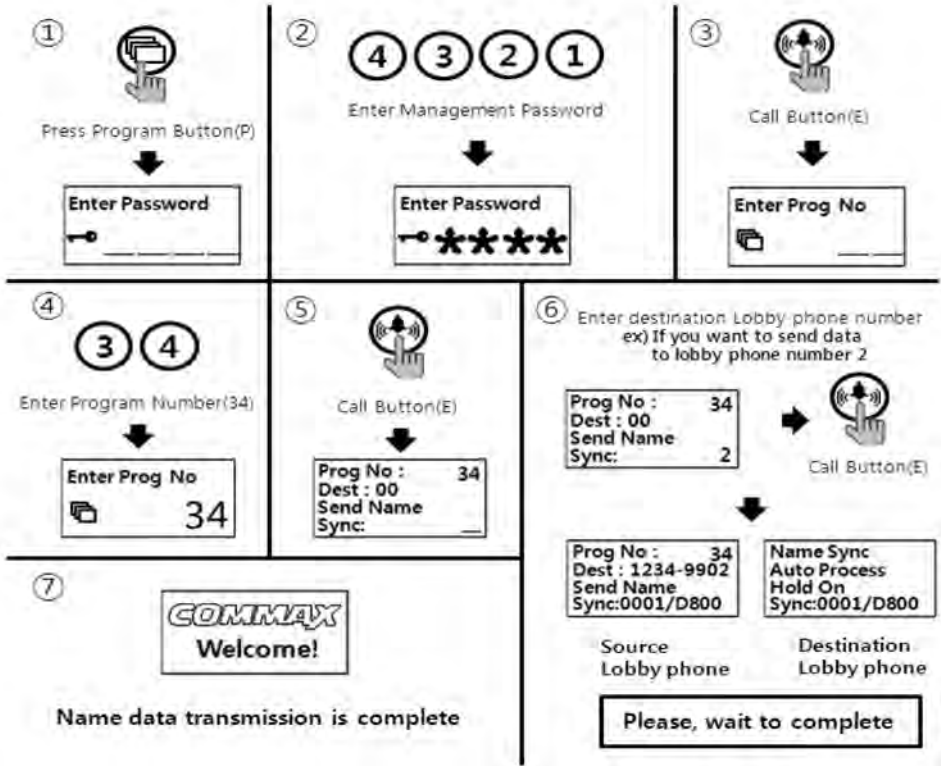 ①
Press Program Button(P)
Enter Password
②
4 3 2 1
Enter Management Password
Enter Password
****
③
Call Button(E)
Enter Prog No
④
3 4
Enter Program Number(34)
Enter Prog No
34
⑤
Call Button(E)
Prog No : 34
Dest : 00
Send Name
Sync: __
⑥
Enter destination Lobby phone number
ex) If you want to send data
to lobby phone number 2
Prog No : 34
Dest : 00
Send Name
Sync: 2
Call Button(E)
Prog No : 34
Dest : 1234-9902
Send Name
Sync:0001/D800
Source
Lobby phone
Name Sync
Auto Process
Hold On
Sync:0001/D800
Destination
Lobby phone
Please, wait to complete
⑦
COMMAX
Welcome!
Name data transmission is complete